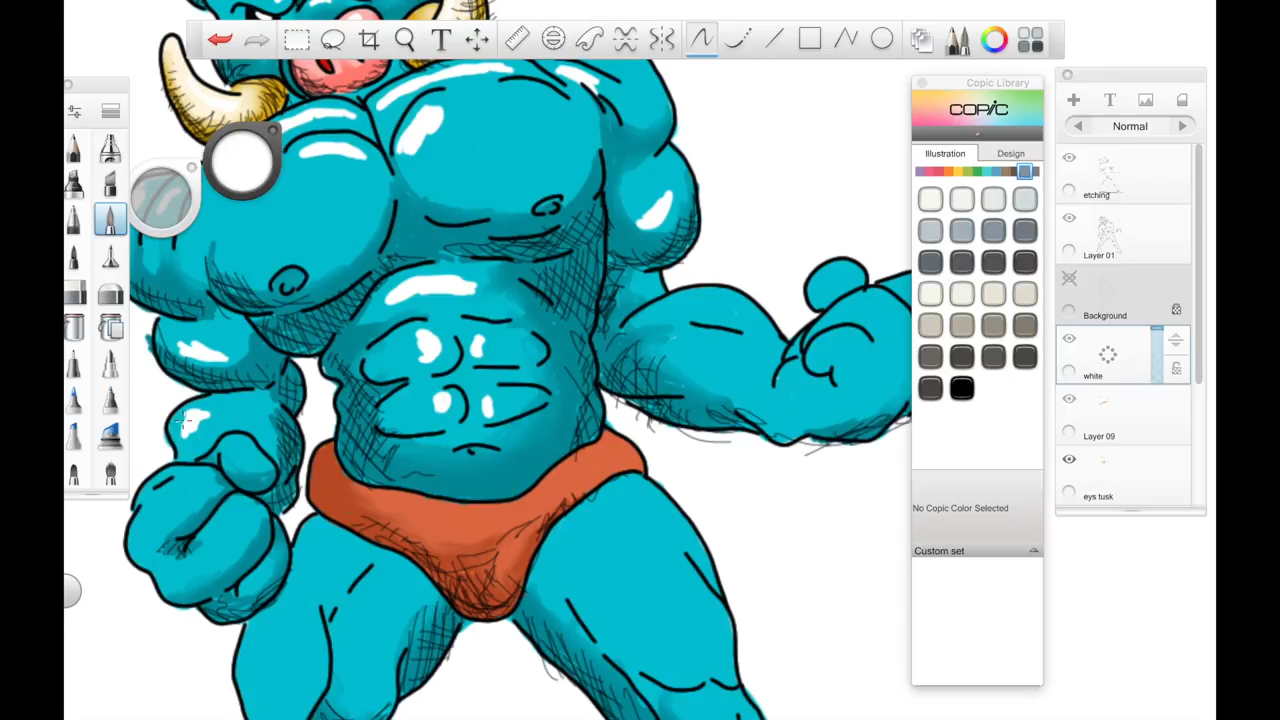 T
Copic Library
COPIC
Illustration
Design
No Copic Color Selected
Custom set
T
Normal
etching
Layer 01
Background
white
Layer 09
eys tusk